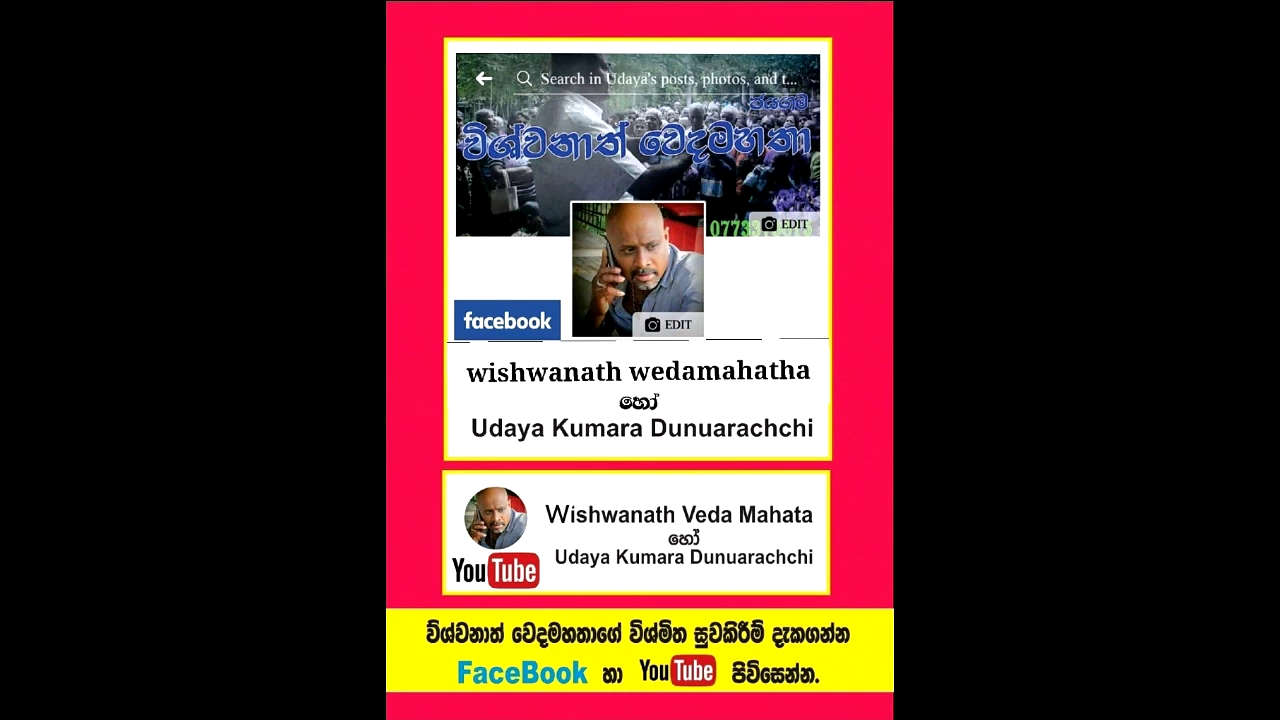 Search in Udaya's posts, photos, and t...
ජයගුම්
විශ්වනාත් වෙදමහතා
EDIT
EDIT
facebook
wishwanath wedamahatha
හෝ
Udaya Kumara Dunuarachchi
Wishwanath Veda Mahata
හෝ
Udaya Kumara Dunuarachchi
YouTube
විශ්වනාත් වෙදමහතාගේ විශ්මිත සුවකිරීම් දැකගන්න
FaceBook හා YouTube පිවිසෙන්න.